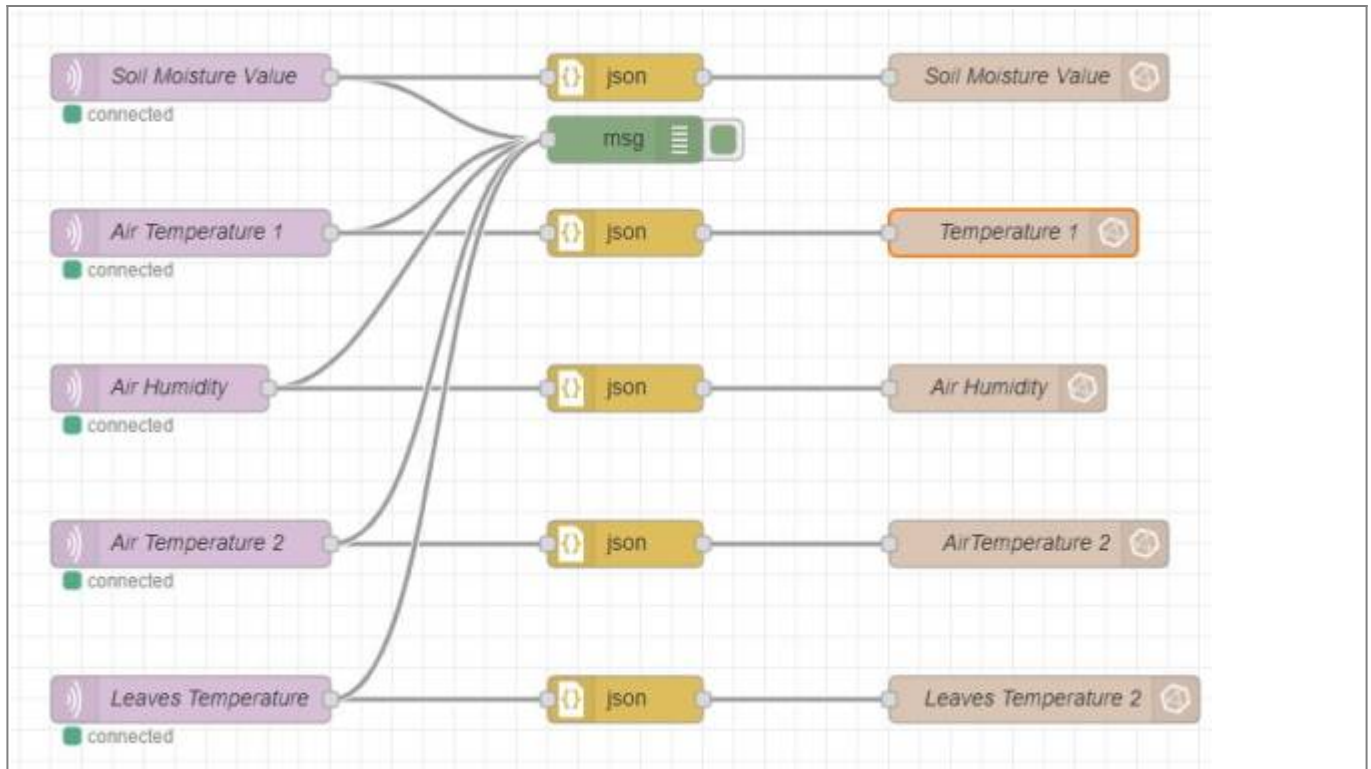 Soil Moisture Value
json
Soil Moisture Value
connected
msg
Air Temperature 1
json
Temperature 1
connected
Air Humidity
json
Air Humidity
connected
Air Temperature 2
json
AirTemperature 2
connected
Leaves Temperature
json
Leaves Temperature 2
connected